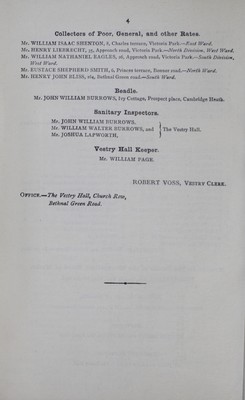 4
Collectors of Poor, General, and other Rates.
Mr. WILLIAM ISAAC SHENTON, 8, Charles terrace, Victoria Park.—East Ward.
Mr. HENRY LIEBRECHT, 35, Approach road, Victoria Park.—North Division, West Ward.
Mr. WILLIAM NATHANIEL EAGLES, 26, Approach road, Victoria Park.—South Division, West Ward.
Mr. EUSTACE SHEPHERD SMITH, 6, Princes terrace, Bonner road.—North Ward.
Mr. HENRY JOHN BLISS, 164, Bethnal Green road.—South Ward.
Beadle.
Mr. JOHN WILLIAM BURROWS, Ivy Cottage, Prospect place, Cambridge Heath.
Sanitary Inspectors.
Mr. JOHN WILLIAM BURROWS,
Mr. WILLIAM WALTER BURROWS, and } The Vestry Hall.
Mr. JOSHUA LAPWORTH,
Vestry Hall Keeper.
Mr. WILLIAM PAGE.
ROBERT VOSS, VESTRY CLERK.
OFFICE.—The Vestry Hall, Church Row,
Bethnal Green Road.